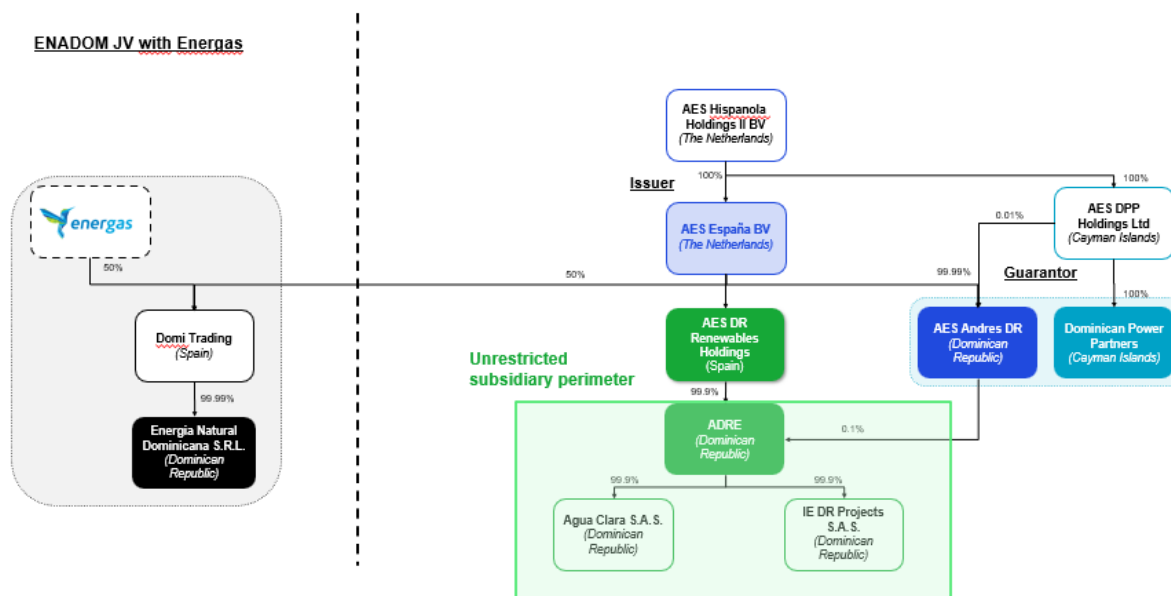 ENADOM JV with Energas
AES Hispanola
Holdings II BV
(The Netherlands)
Issuer
100%
100%
energas
AES España BV
(The Netherlands)
0.01%
AES DPP
Holdings Ltd
(Cayman Islands)
50%
50%
99.99%
Guarantor
100%
Domi Trading
(Spain)
AES DR
Renewables
Holdings
(Spain)
AES Andres DR
(Dominican
Republic)
Dominican Power
Partners
(Cayman Islands)
Unrestricted
subsidiary perimeter
99.99%
99.9%
Energia Natural
Dominicana S.R.L.
(Dominican
Republic)
ADRE
(Dominican
Republic)
0.1%
99.9%
99.9%
Agua Clara S.A.S.
(Dominican
Republic)
IE DR Projects
S.A.S.
(Dominican
Republic)